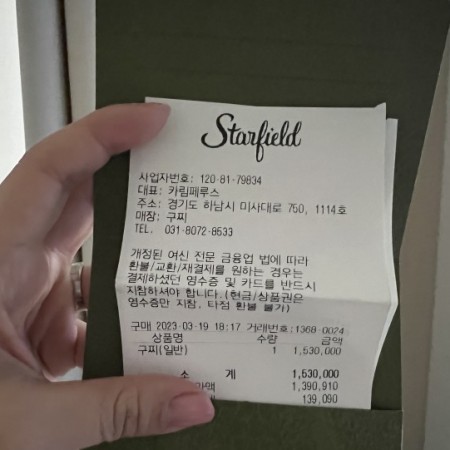 Starfield
사업자번호: 120-81-79834
대표: 카림페투스
주소: 경기도 하남시 미사대로 750, 1114호
매장: 구찌
TEL. 031-8072-8533
개정된 여신 전문 금융업 법에 따라
환불/교환/재결제를 원하는 경우는
결제하셨던 영수증 및 카드를 반드시
지참하셔야 합니다.(현금/상품권은
영수증만 지참, 타점 환불 불가)
구매 2023-03-19 18:17 거래번호:1368-0024
상품명 수량 금액
구찌(일반) 1 1,530,000
소 계 1,530,000
1,390,910
139,090